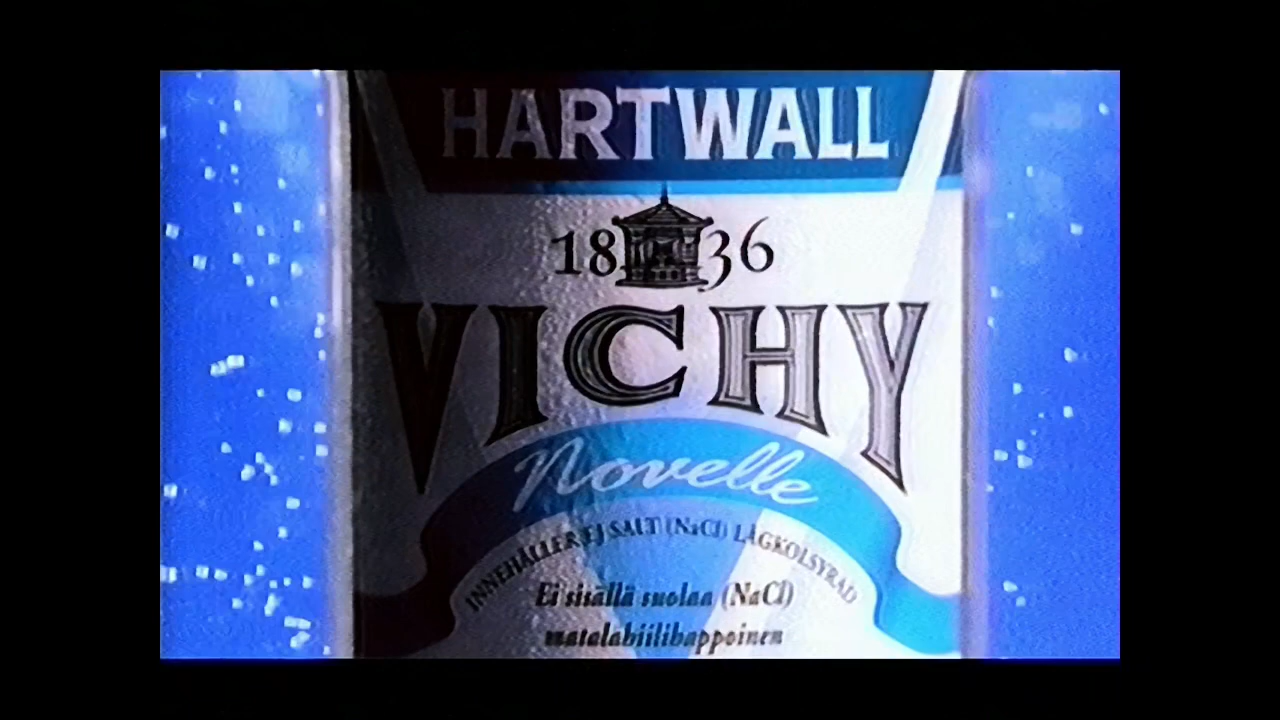 HARTWALL
1836
VICHY
Novelle
INNEHÅLLER EJ SALT (NaCl) LÅGKOLSYRAD
Ei sisällä suolaa (NaCl)
matalahiilihappoinen